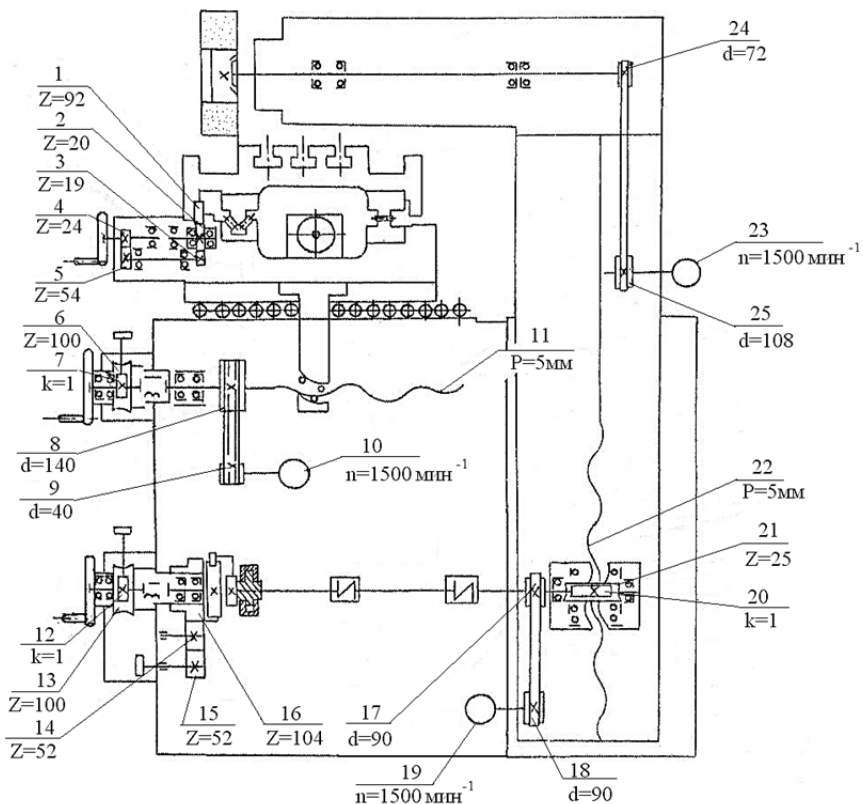 24
d=72
1
Z=92
2
Z=20
3
Z=19
4
Z=24
5
Z=54
23
n=1500 мин -1
25
d=108
6
Z=100
7
k=1
11
P=5мм
8
d=140
9
d=40
10
n=1500 мин -1
22
P=5мм
21
Z=25
20
k=1
12
k=1
13
Z=100
14
Z=52
15
Z=52
16
Z=104
17
d=90
19
n=1500 мин -1
18
d=90